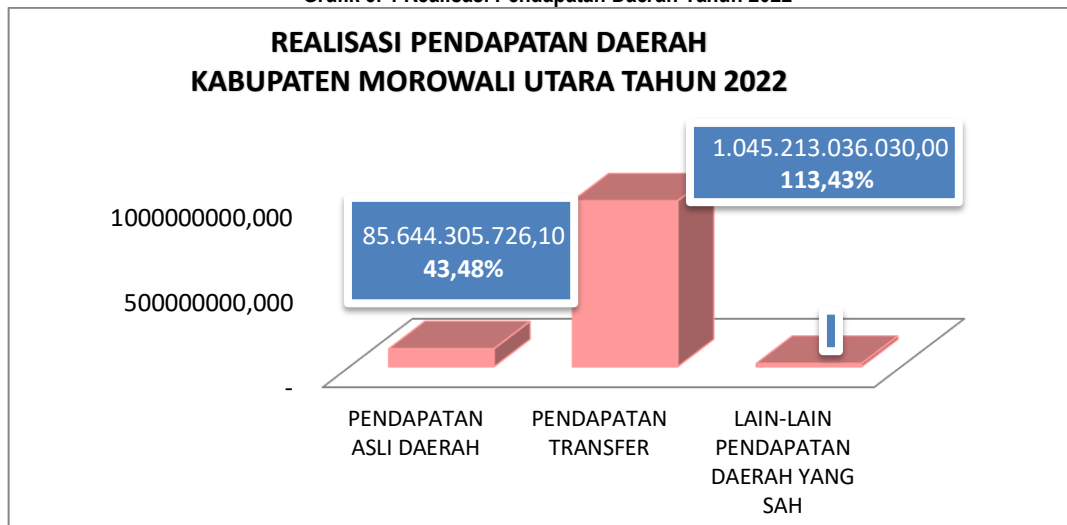 REALISASI PENDAPATAN DAERAH
KABUPATEN MOROWALI UTARA TAHUN 2022
1.045.213.036.030,00
113,43%
85.644.305.726,10
43,48%
1000000000,000
500000000,000
-
PENDAPATAN
ASLI DAERAH
PENDAPATAN
TRANSFER
LAIN-LAIN
PENDAPATAN
DAERAH YANG
SAH